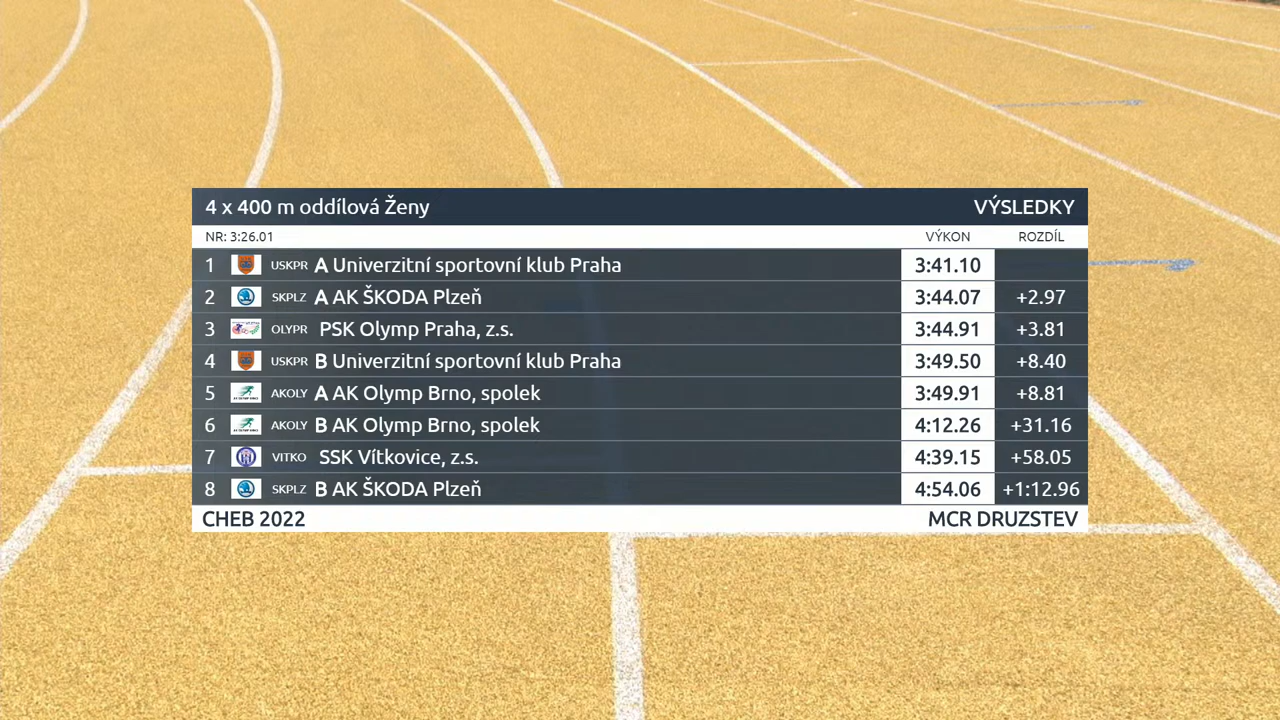 4 x 400 m oddílová Ženy VÝSLEDKY
NR: 3:26.01 VÝKON ROZDÍL
1 USKPR A Univerzitní sportovní klub Praha 3:41.10
2 SKPLZ A AK ŠKODA Plzeň 3:44.07 +2.97
3 OLYPR PSK Olymp Praha, z.s. 3:44.91 +3.81
4 USKPR B Univerzitní sportovní klub Praha 3:49.50 +8.40
5 AKOLY A AK Olymp Brno, spolek 3:49.91 +8.81
6 AKOLY B AK Olymp Brno, spolek 4:12.26 +31.16
7 VITKO SSK Vítkovice, z.s. 4:39.15 +58.05
8 SKPLZ B AK ŠKODA Plzeň 4:54.06 +1:12.96
CHEB 2022 MCR DRUZSTEV